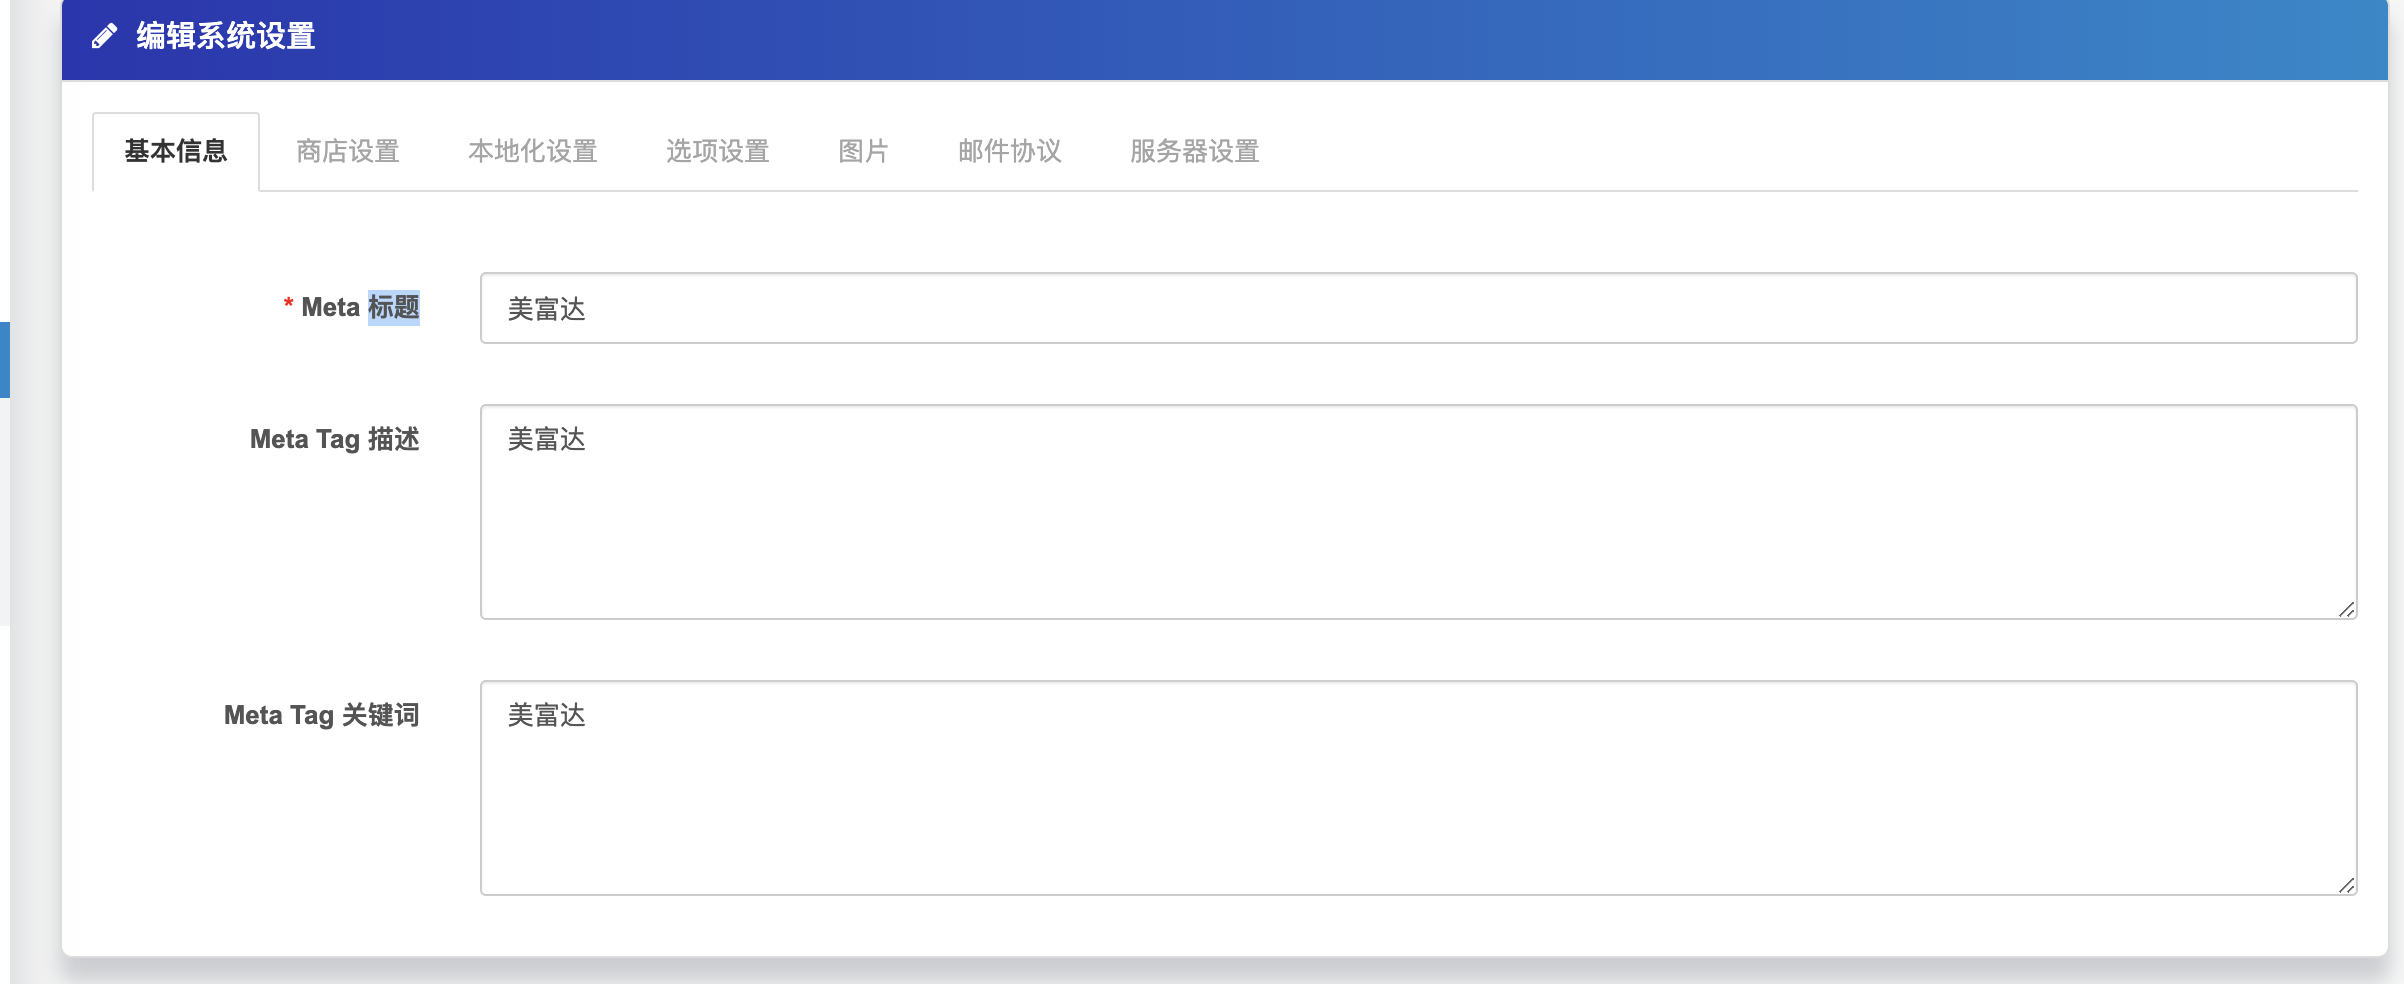 编辑系统设置
基本信息 商店设置 本地化设置 选项设置 图片 邮件协议 服务器设置
* Meta 标题 美富达
Meta Tag 描述 美富达
Meta Tag 关键词 美富达